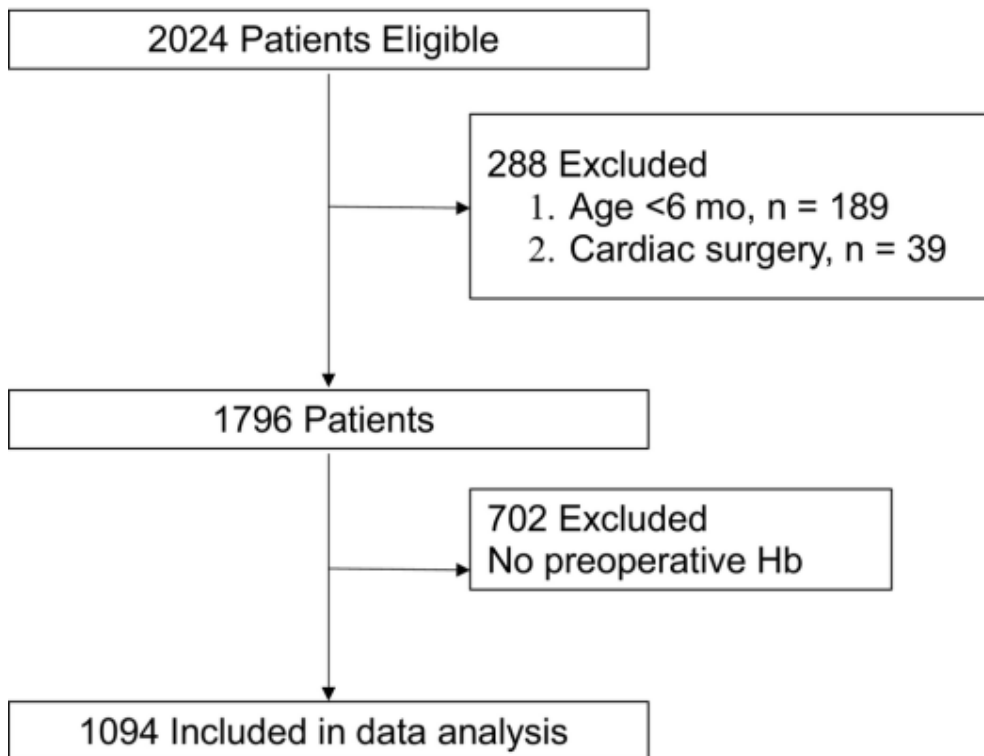 2024 Patients Eligible
288 Excluded
1. Age <6 mo, n = 189
2. Cardiac surgery, n = 39
1796 Patients
702 Excluded
No preoperative Hb
1094 Included in data analysis